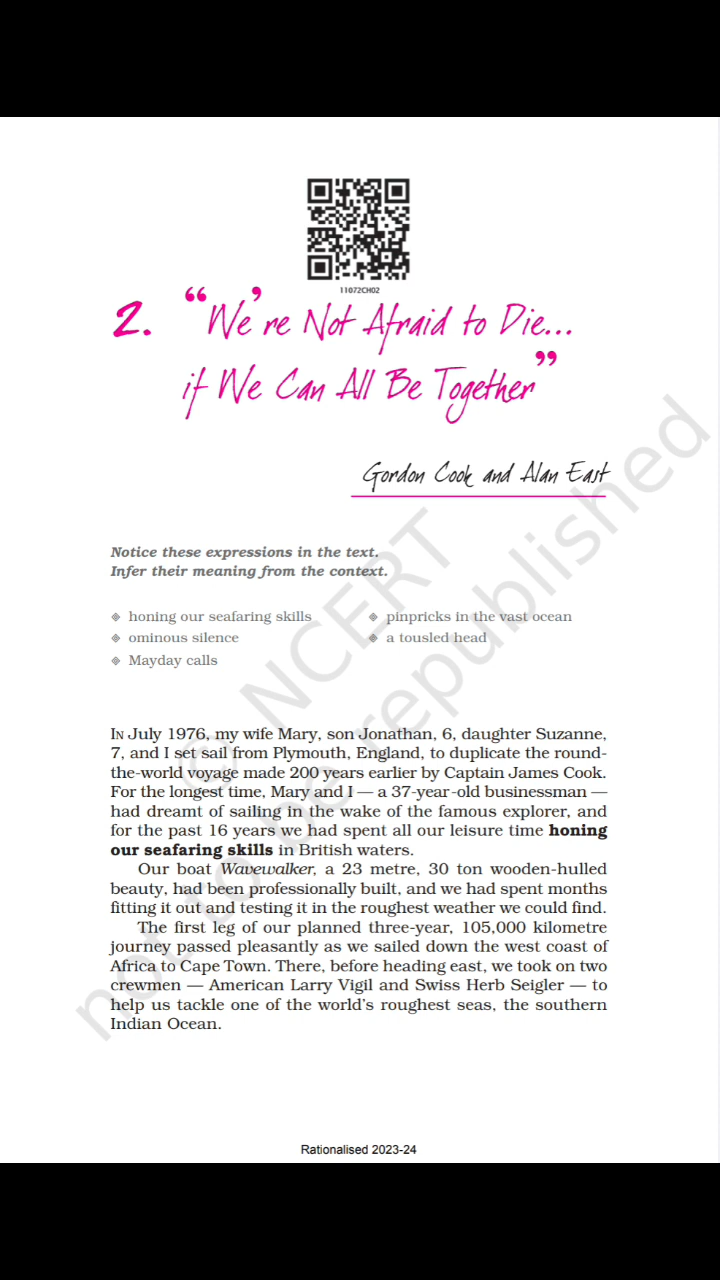 11072CH02
2. “We’re Not Afraid to Die...
if We Can All Be Together”
Gordon Cook and Alan East
Notice these expressions in the text.
Infer their meaning from the context.
honing our seafaring skills
ominous silence
Mayday calls
pinpricks in the vast ocean
a tousled head
IN July 1976, my wife Mary, son Jonathan, 6, daughter Suzanne,
7, and I set sail from Plymouth, England, to duplicate the round-
the-world voyage made 200 years earlier by Captain James Cook.
For the longest time, Mary and I — a 37-year-old businessman —
had dreamt of sailing in the wake of the famous explorer, and
for the past 16 years we had spent all our leisure time honing
our seafaring skills in British waters.
Our boat Wavewalker, a 23 metre, 30 ton wooden-hulled
beauty, had been professionally built, and we had spent months
fitting it out and testing it in the roughest weather we could find.
The first leg of our planned three-year, 105,000 kilometre
journey passed pleasantly as we sailed down the west coast of
Africa to Cape Town. There, before heading east, we took on two
crewmen — American Larry Vigil and Swiss Herb Seigler — to
help us tackle one of the world’s roughest seas, the southern
Indian Ocean.
© NCERT
not to be republished
Rationalised 2023-24